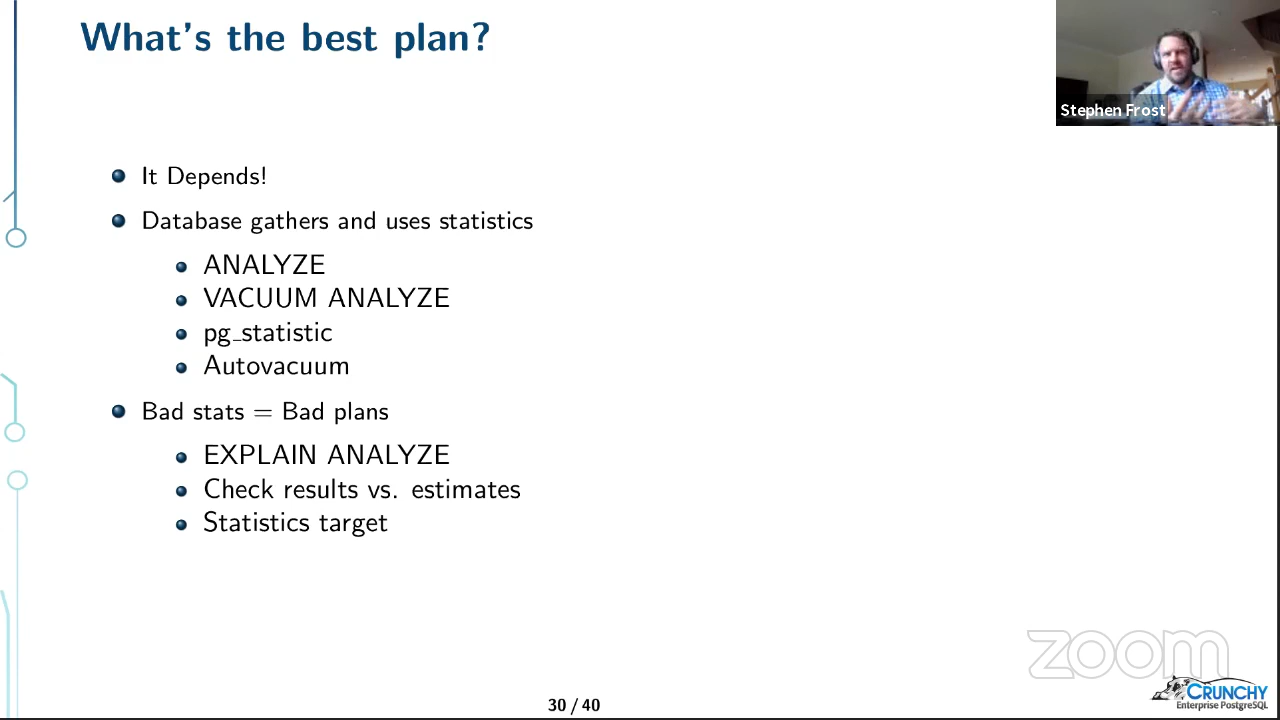 What's the best plan?
Stephen Frost
It Depends!
Database gathers and uses statistics
ANALYZE
VACUUM ANALYZE
pg_statistic
Autovacuum
Bad stats = Bad plans
EXPLAIN ANALYZE
Check results vs. estimates
Statistics target
zoom
CRUNCHY
Enterprise PostgreSQL
30 / 40